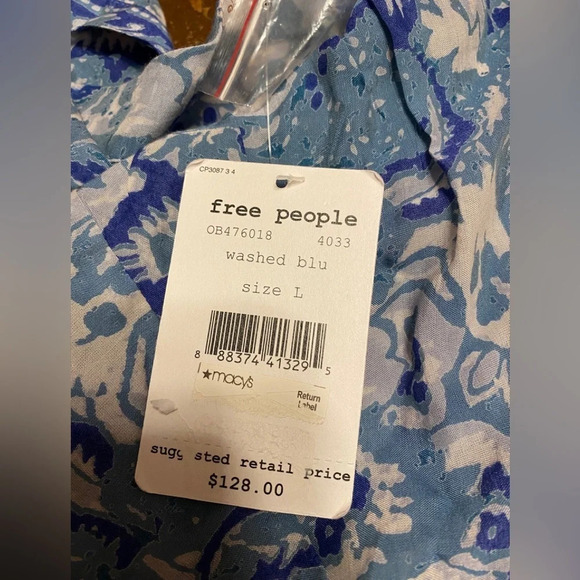 CP3087 3 4
free people
OB476018 4033
washed blu
size L
8 88374 41329 5
★macy's
Return
Label
sugg sted retail price
$128.00